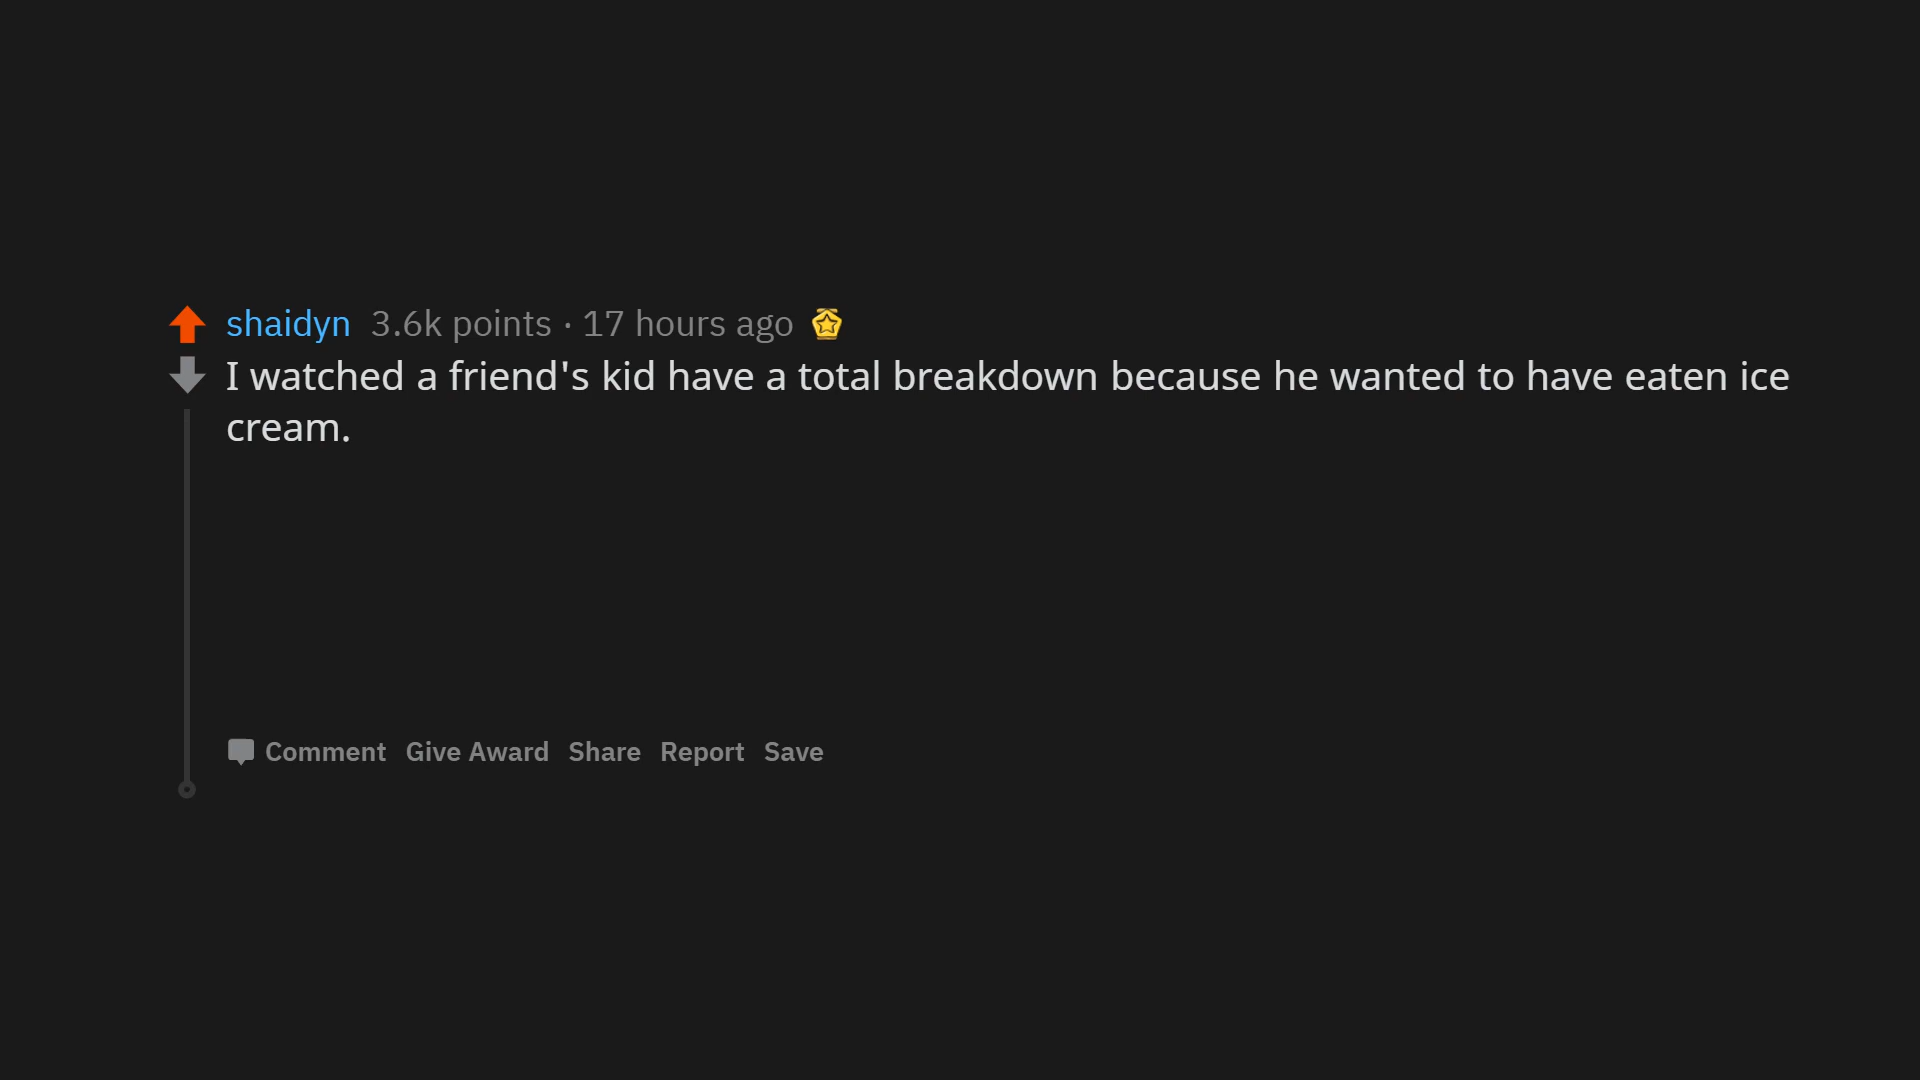 shaidyn 3.6k points · 17 hours ago
I watched a friend's kid have a total breakdown because he wanted to have eaten ice
cream.
Comment Give Award Share Report Save